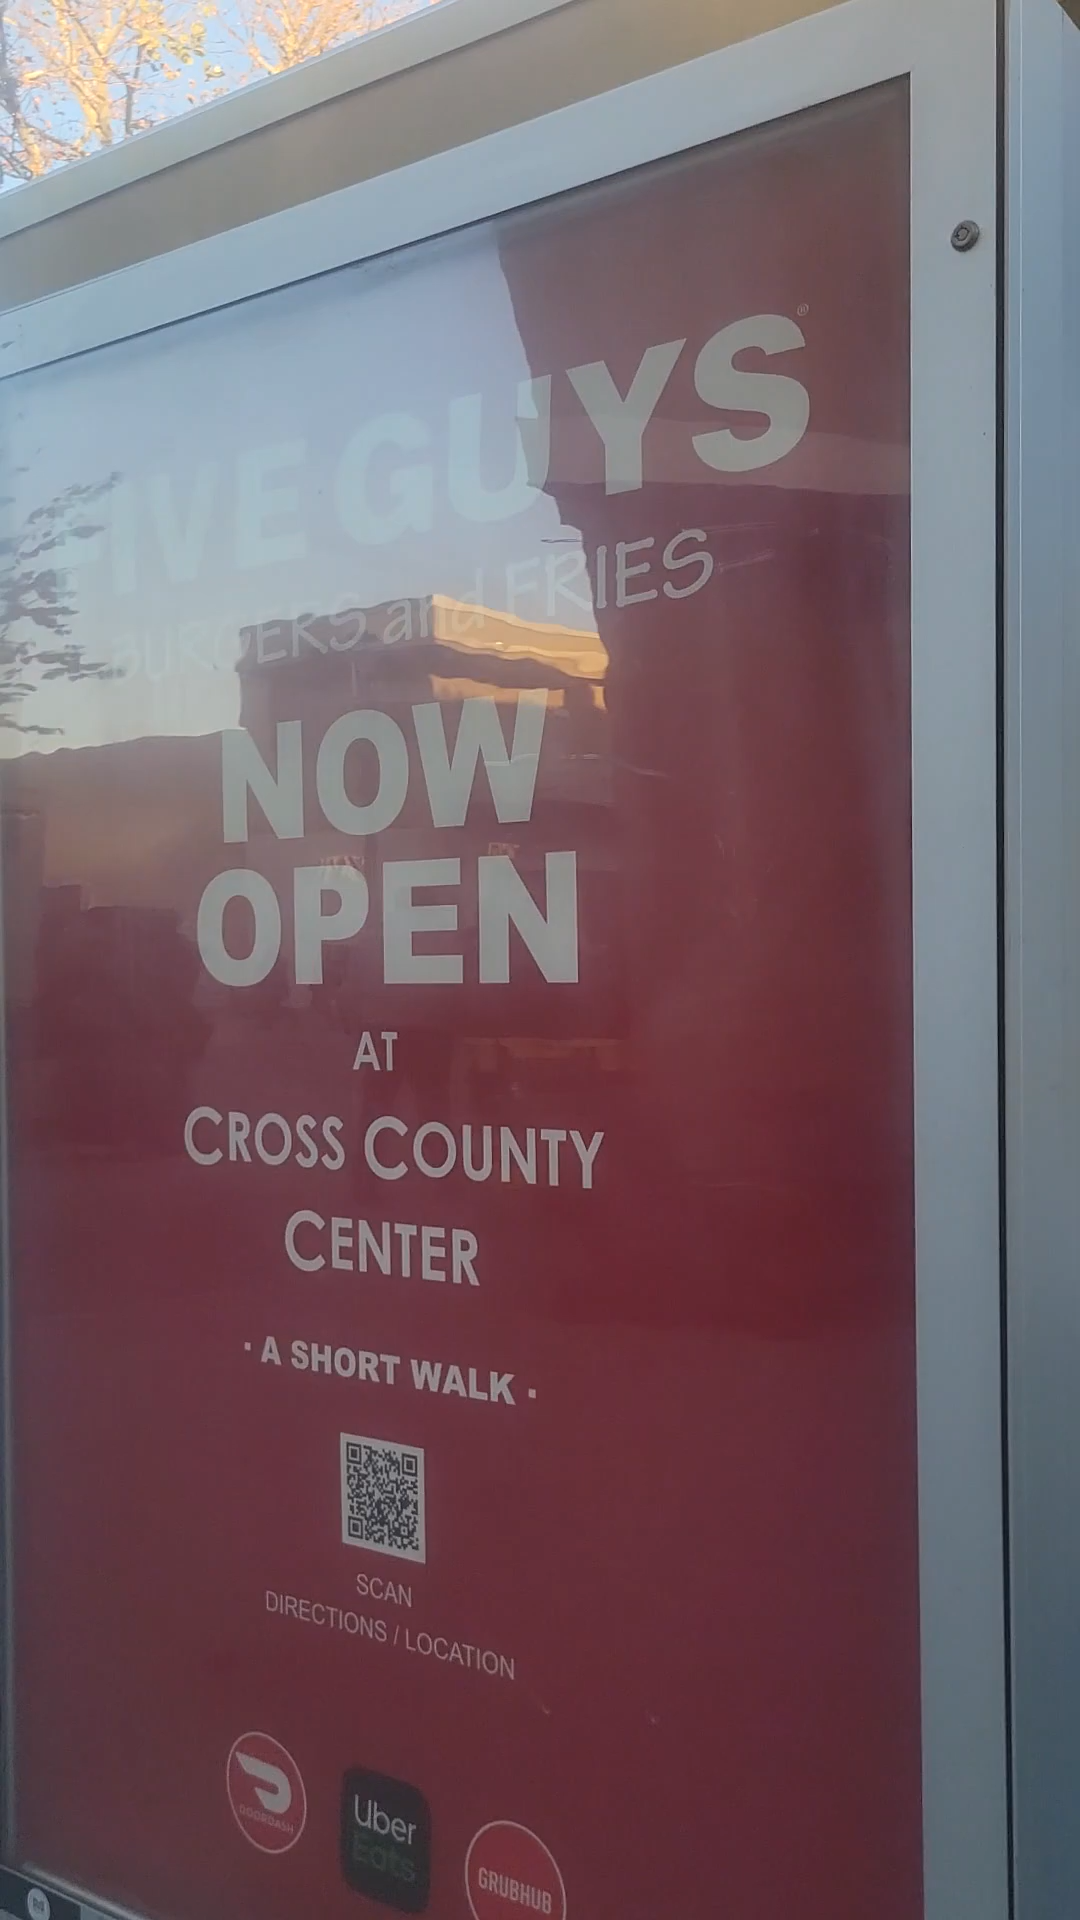 FIVE GUYS®
BURGERS and FRIES
NOW
OPEN
AT
CROSS COUNTY
CENTER
· A SHORT WALK ·
SCAN
DIRECTIONS / LOCATION
DOORDASH
Uber
Eats
GRUBHUB